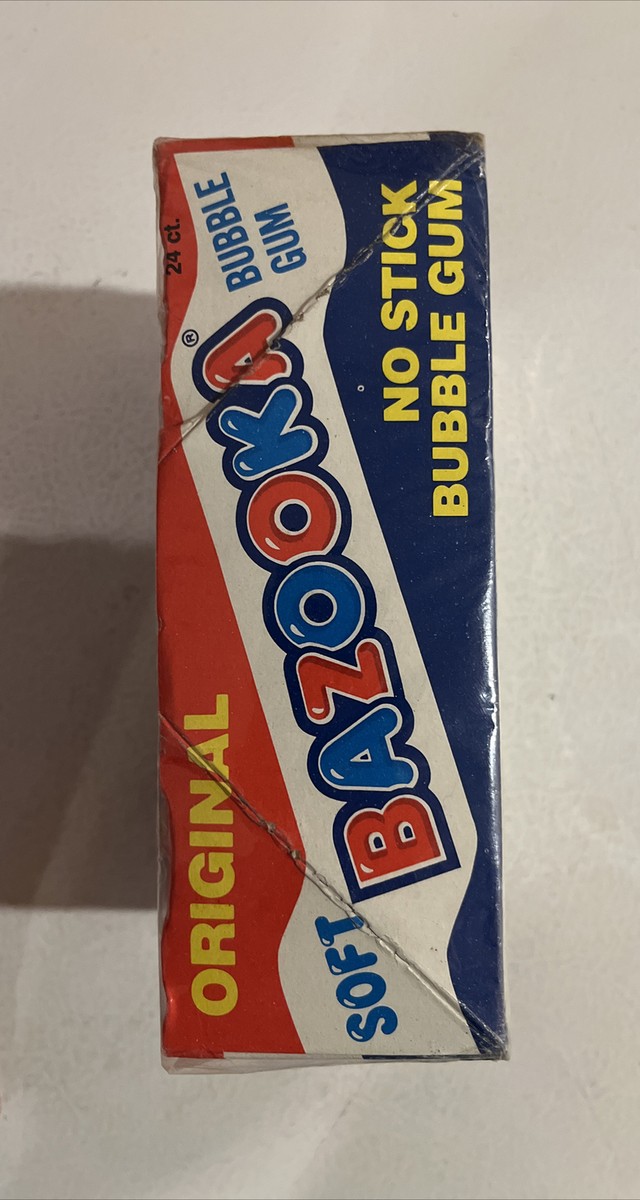 ORIGINAL
24 ct.
SOFT
BAZOOKA®
BUBBLE
GUM
NO STICK
BUBBLE GUM